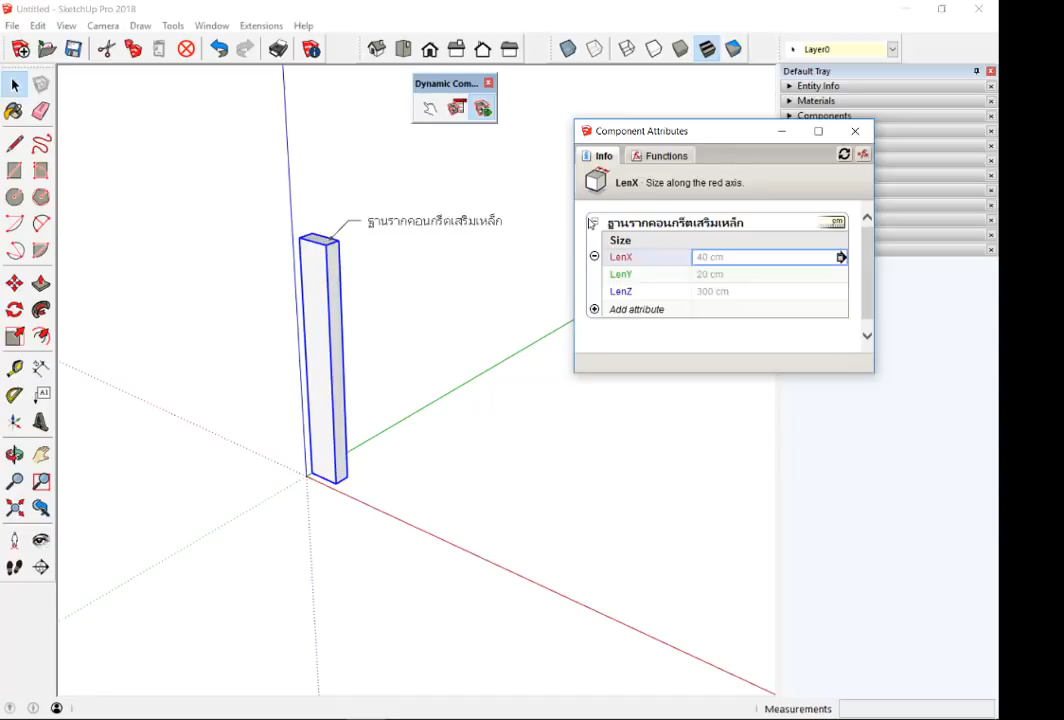 Untitled - SketchUp Pro 2018
File Edit View Camera Draw Tools Window Extensions Help
Layer0
Dynamic Com...
Default Tray
Entity Info
Materials
Components
Component Attributes
Info Functions
LenX Size along the red axis.
ฐานรากคอนกรีตเสริมเหล็ก
ฐานรากคอนกรีตเสริมเหล็ก cm
Size
LenX 40 cm
LenY 20 cm
LenZ 300 cm
Add attribute
Measurements